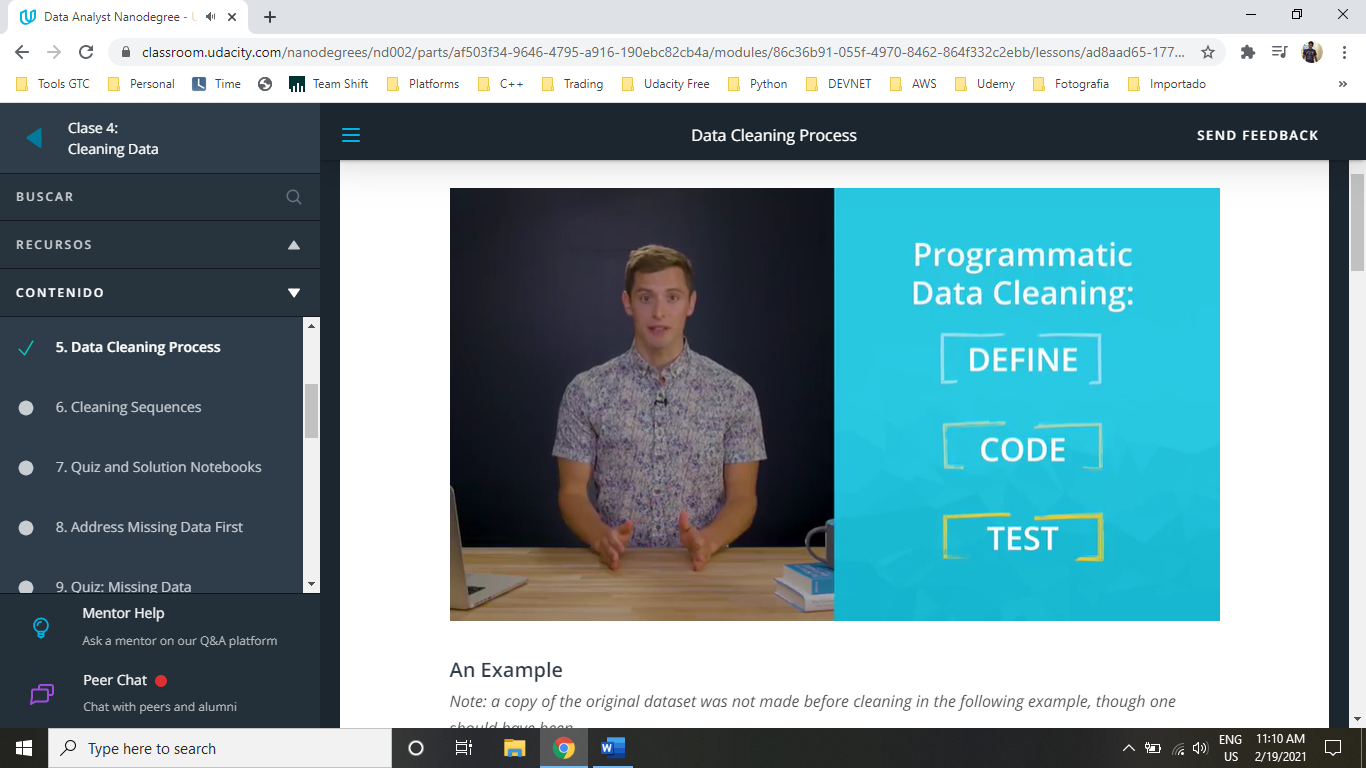 Data Analyst Nanodegree - U
classroom.udacity.com/nanodegrees/nd002/parts/af503f34-9646-4795-a916-190ebc82cb4a/modules/86c36b91-055f-4970-8462-864f332c2ebb/lessons/ad8aad65-177...
Tools GTC Personal Time Team Shift Platforms C++ Trading Udacity Free Python DEVNET AWS Udemy Fotografia Importado »
Clase 4:
Cleaning Data
Data Cleaning Process
SEND FEEDBACK
BUSCAR
RECURSOS
CONTENIDO
5. Data Cleaning Process
6. Cleaning Sequences
7. Quiz and Solution Notebooks
8. Address Missing Data First
9. Quiz: Missing Data
Mentor Help
Ask a mentor on our Q&A platform
Peer Chat
Chat with peers and alumni
Programmatic
Data Cleaning:
DEFINE
CODE
TEST
An Example
Note: a copy of the original dataset was not made before cleaning in the following example, though one
should have been
Type here to search
W
ENG
US
11:10 AM
2/19/2021